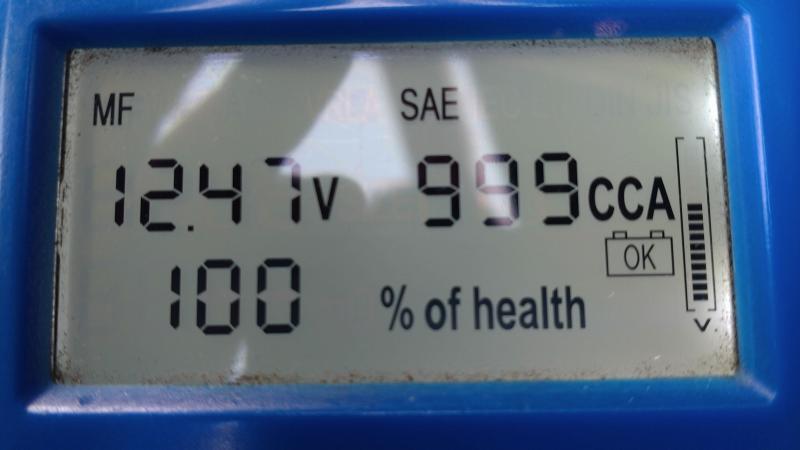 MF SAE
12.47V 999CCA
OK
100 % of health
V